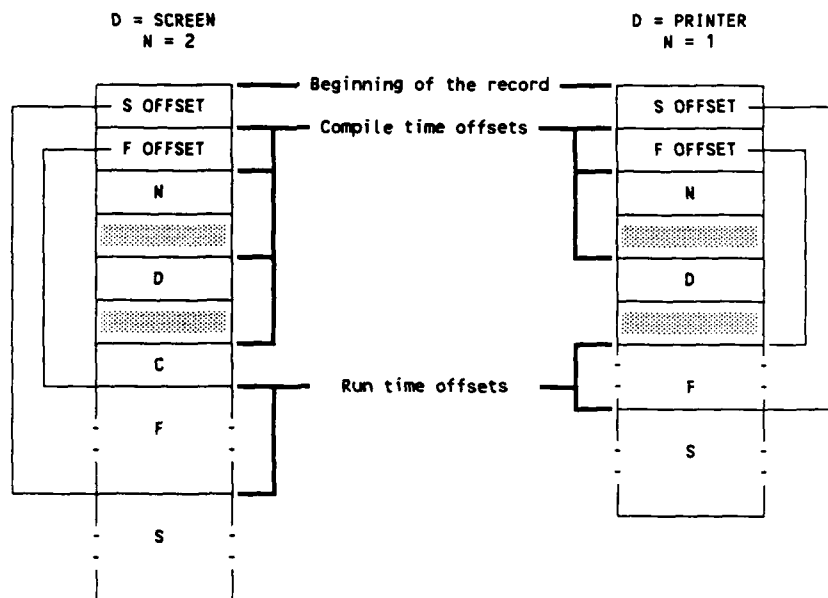 D = SCREEN
N = 2
D = PRINTER
N = 1
Beginning of the record
S OFFSET
S OFFSET
Compile time offsets
F OFFSET
F OFFSET
N
N
D
D
C
Run time offsets
F
F
S
S